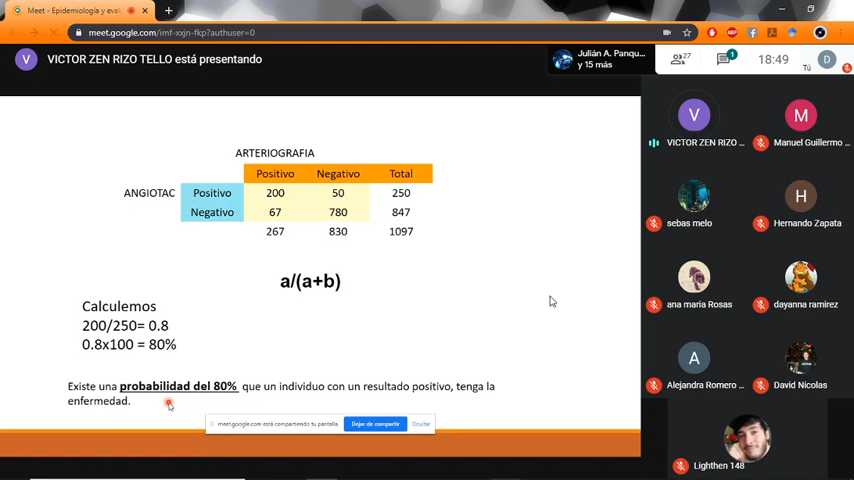 Meet - Epidemiología y evalu
meet.google.com/imf-xxjn-fkp?authuser=0
V VICTOR ZEN RIZO TELLO está presentando
Julián A. Panqu...
y 15 más
27
1
18:49
Tú
D
ARTERIOGRAFIA
Positivo Negativo Total
ANGIOTAC Positivo 200 50 250
Negativo 67 780 847
267 830 1097
a/(a+b)
Calculemos
200/250= 0.8
0.8x100 = 80%
Existe una probabilidad del 80% que un individuo con un resultado positivo, tenga la
enfermedad.
meet.google.com está compartiendo tu pantalla. Dejar de compartir Ocultar
V M
VICTOR ZEN RIZO ... Manuel Guillermo ...
H
sebas melo Hernando Zapata
ana maria Rosas dayanna ramirez
A
Alejandra Romero ... David Nicolas
Lighthen 148